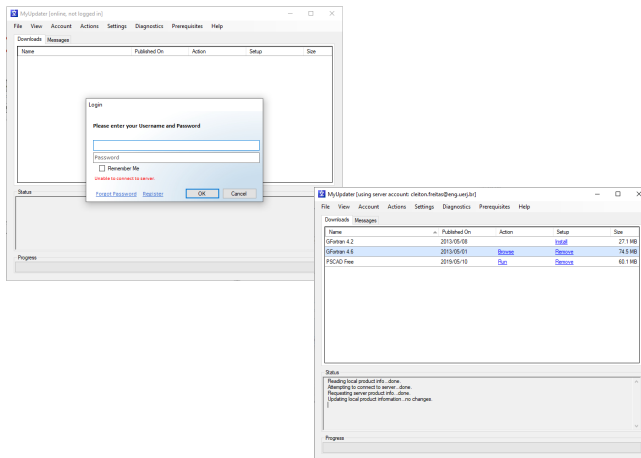 MyUpdater [online, not logged in]
File View Account Actions Settings Diagnostics Prerequisites Help
Downloads Messages
Name Published On Action Setup Size
Login
Please enter your Username and Password
Password
Remember Me
Unable to connect to server.
Forgot Password Register OK Cancel
Status
Progress
MyUpdater [using server account: cleiton.freitas@eng.uerj.br]
File View Account Actions Settings Diagnostics Prerequisites Help
Downloads Messages
Name Published On Action Setup Size
GFortran 4.2 2013/05/08 Install 27.1 MB
GFortran 4.6 2013/05/01 Browse Remove 74.5 MB
PSCAD Free 2019/05/10 Run Remove 60.1 MB
Status
Reading local product info...done.
Attempting to connect to server...done.
Requesting server product info...done.
Updating local product information...no changes.
Progress